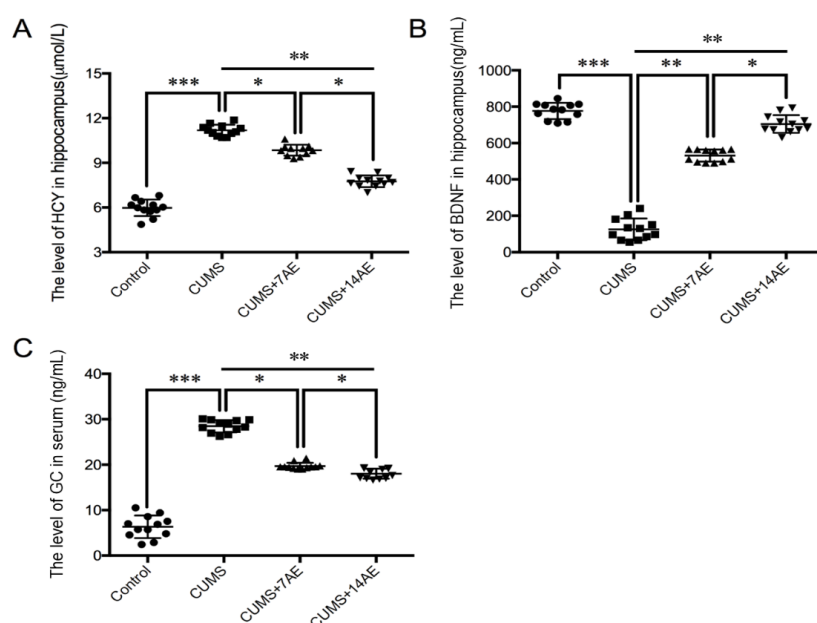 A
The level of HCY in hippocampus(μmol/L)
15
12
9
6
3
***
*
*
**
Control
CUMS
CUMS+7AE
CUMS+14AE
B
The level of BDNF in hippocampus(ng/mL)
1000
800
600
400
200
0
***
**
*
**
Control
CUMS
CUMS+7AE
CUMS+14AE
C
The level of GC in serum (ng/mL)
40
30
20
10
0
***
*
*
**
Control
CUMS
CUMS+7AE
CUMS+14AE